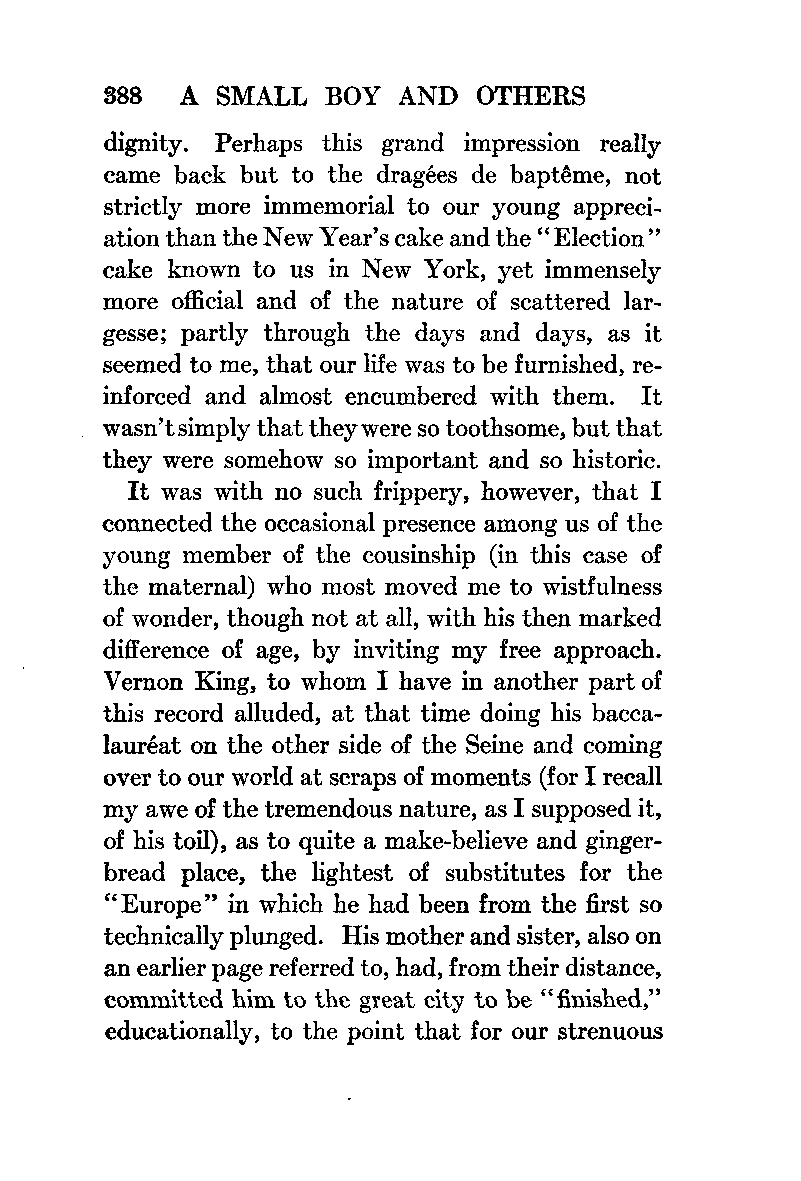 388 A SMALL BOY AND OTHERS
dignity. Perhaps this grand impression really
came back but to the dragées de baptême, not
strictly more immemorial to our young appreci-
ation than the New Year's cake and the "Election"
cake known to us in New York, yet immensely
more official and of the nature of scattered lar-
gesse; partly through the days and days, as it
seemed to me, that our life was to be furnished, re-
inforced and almost encumbered with them. It
wasn't simply that they were so toothsome, but that
they were somehow so important and so historic.
It was with no such frippery, however, that I
connected the occasional presence among us of the
young member of the cousinship (in this case of
the maternal) who most moved me to wistfulness
of wonder, though not at all, with his then marked
difference of age, by inviting my free approach.
Vernon King, to whom I have in another part of
this record alluded, at that time doing his bacca-
lauréat on the other side of the Seine and coming
over to our world at scraps of moments (for I recall
my awe of the tremendous nature, as I supposed it,
of his toil), as to quite a make-believe and ginger-
bread place, the lightest of substitutes for the
"Europe" in which he had been from the first so
technically plunged. His mother and sister, also on
an earlier page referred to, had, from their distance,
committed him to the great city to be "finished,"
educationally, to the point that for our strenuous